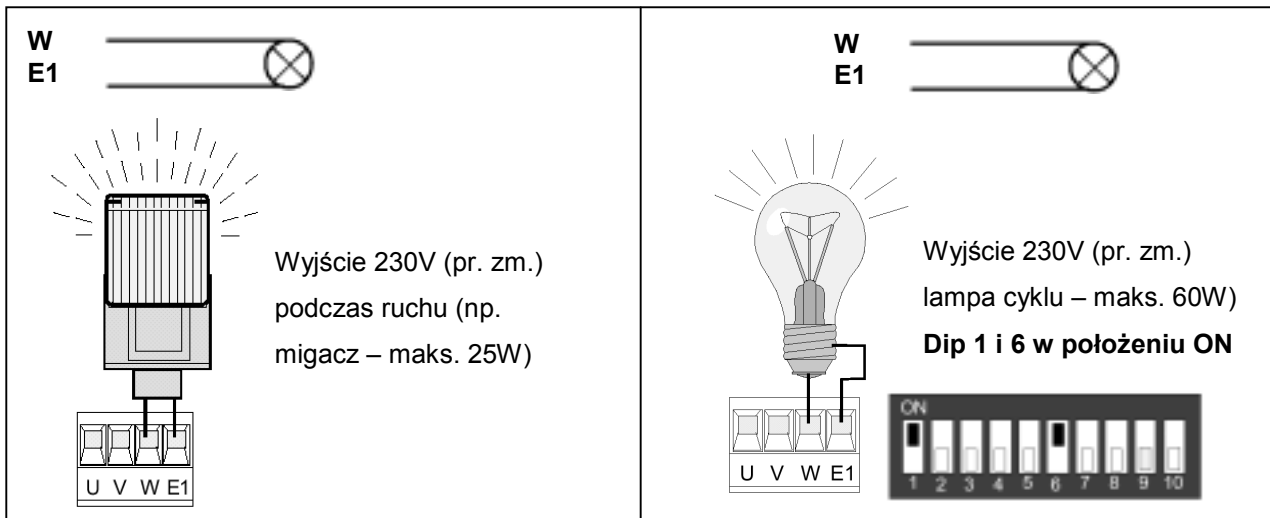 W
E1
Wyjście 230V (pr. zm.)
podczas ruchu (np.
migacz – maks. 25W)
U V W E1
W
E1
Wyjście 230V (pr. zm.)
lampa cyklu – maks. 60W)
Dip 1 i 6 w położeniu ON
U V W E1
ON
1 2 3 4 5 6 7 8 9 10